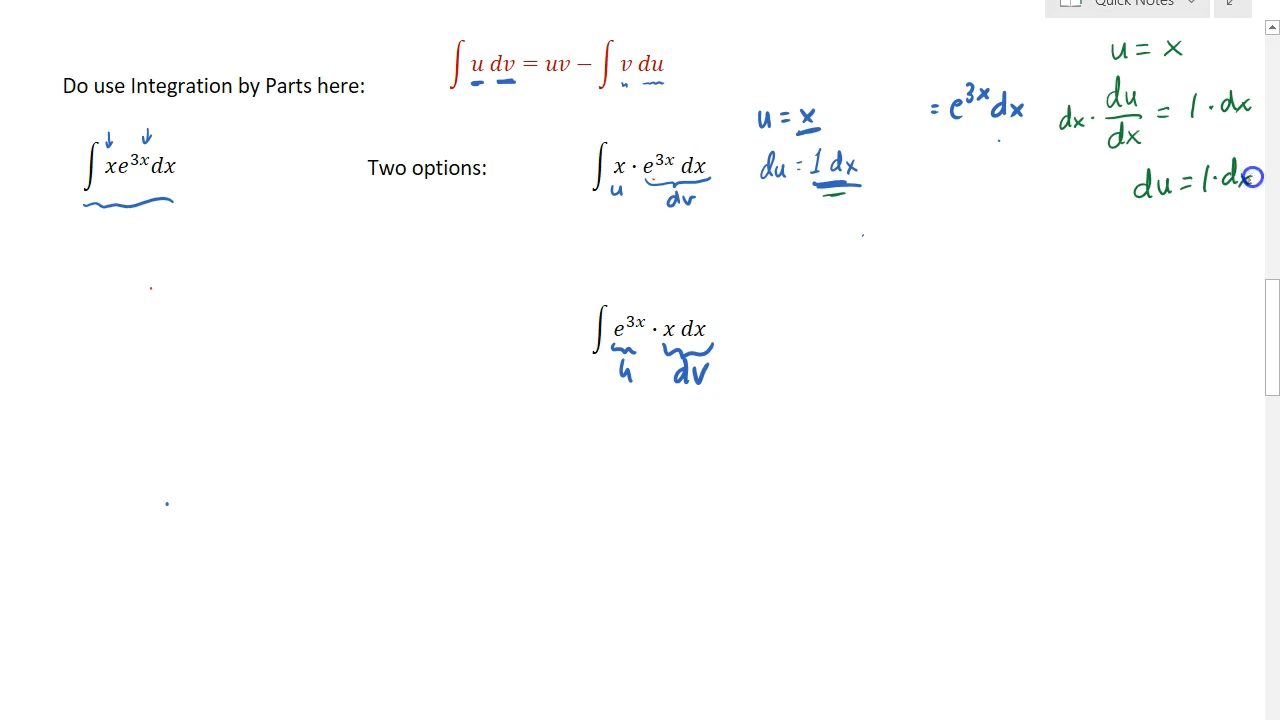 Quick Notes
∫ u dv = uv − ∫ v du
Do use Integration by Parts here:
∫ xe^{3x}dx
Two options:
∫ x · e^{3x} dx
u dv
u = x
du = 1 dx
= e^{3x}dx
u = x
dx · du/dx = 1 · dx
du = 1 · dx
∫ e^{3x} · x dx
u dv